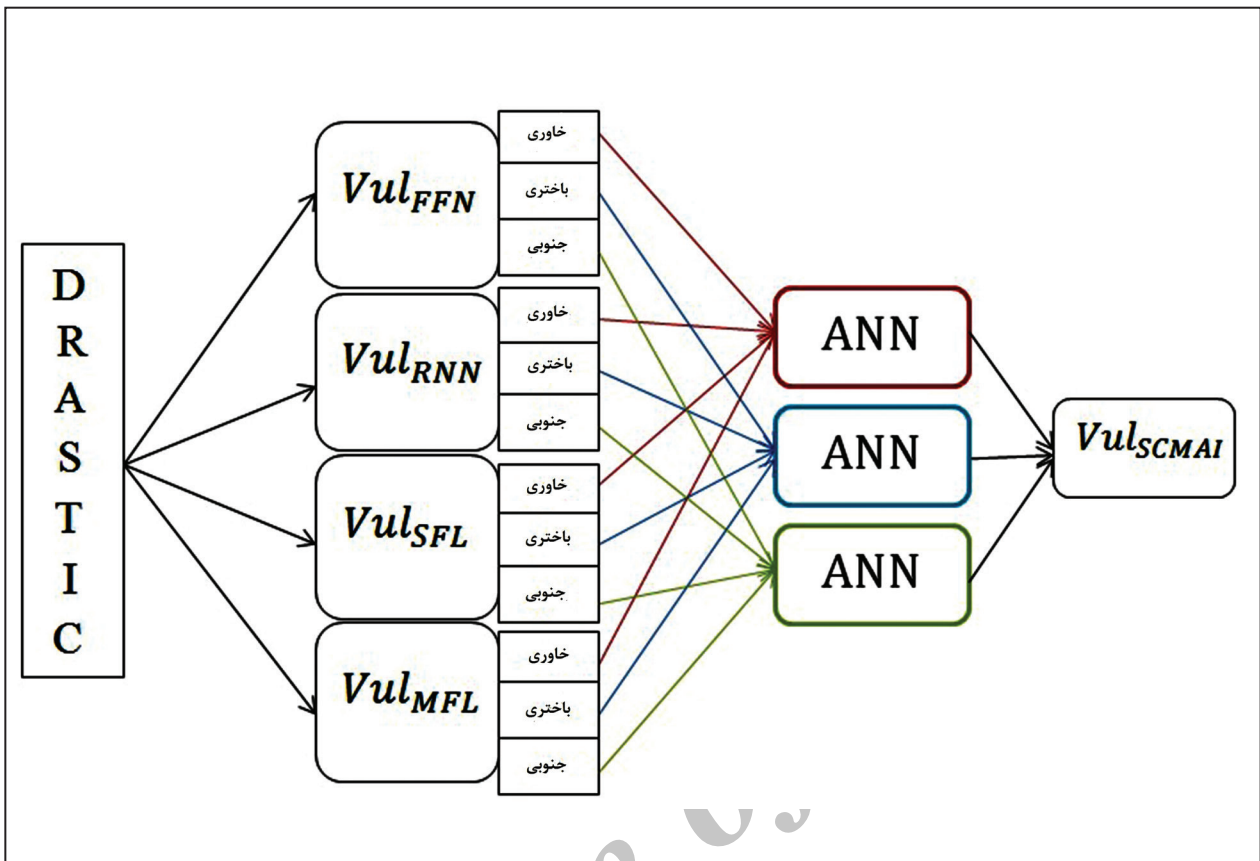 DRASTIC
Vul_FFN
خاوری
باختری
جنوبی
Vul_RNN
خاوری
باختری
جنوبی
Vul_SFL
خاوری
باختری
جنوبی
Vul_MFL
خاوری
باختری
جنوبی
ANN
ANN
ANN
Vul_SCMAI